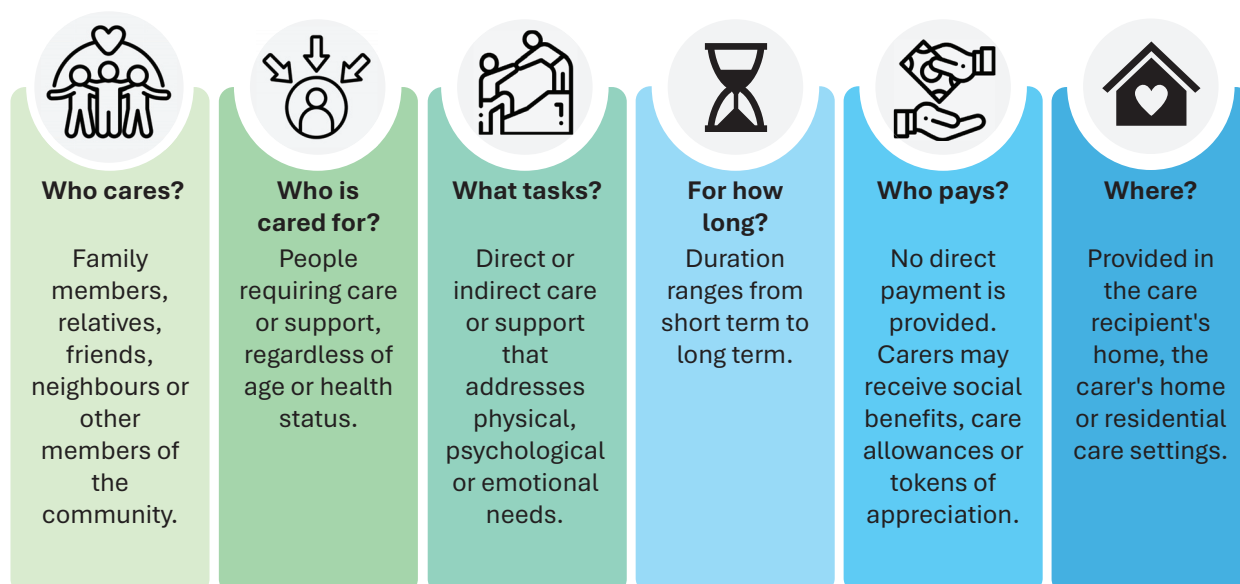 Who cares?
Family
members,
relatives,
friends,
neighbours or
other
members of
the
community.
Who is
cared for?
People
requiring care
or support,
regardless of
age or health
status.
What tasks?
Direct or
indirect care
or support
that
addresses
physical,
psychological
or emotional
needs.
For how
long?
Duration
ranges from
short term to
long term.
Who pays?
No direct
payment is
provided.
Carers may
receive social
benefits, care
allowances or
tokens of
appreciation.
Where?
Provided in
the care
recipient's
home, the
carer's home
or residential
care settings.